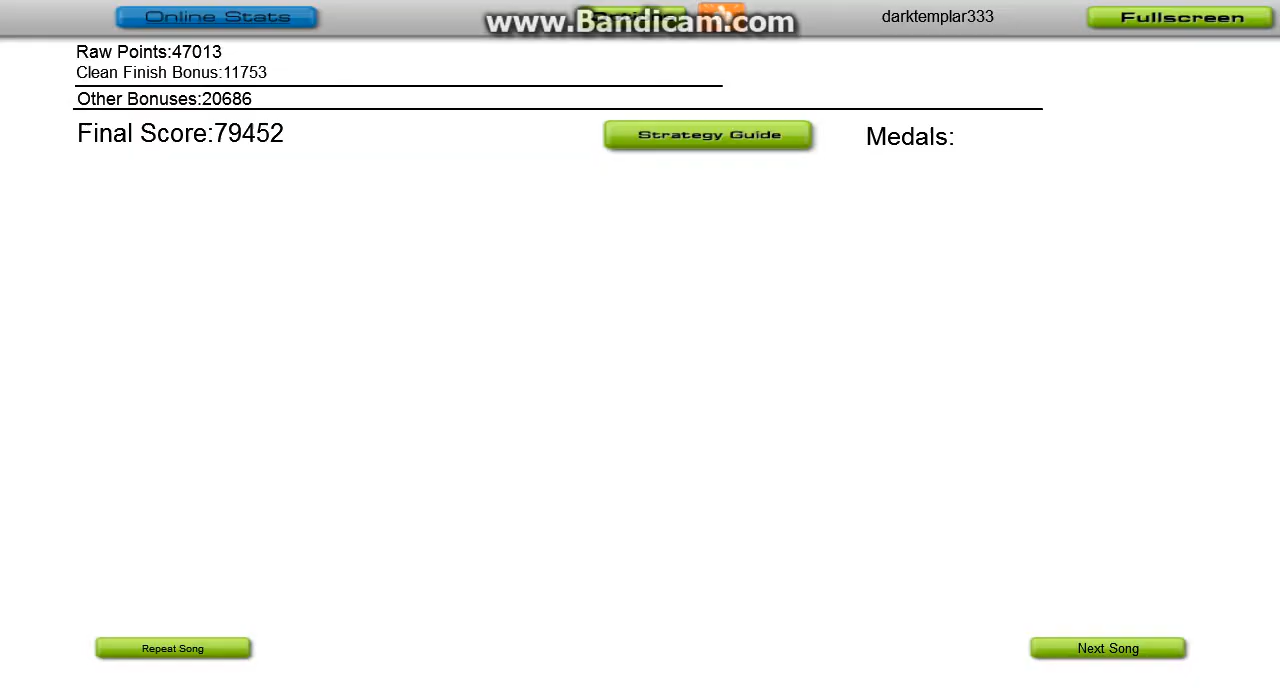 Online Stats
www.Bandicam.com
darktemplar333
Fullscreen
Raw Points:47013
Clean Finish Bonus:11753
Other Bonuses:20686
Final Score:79452
Strategy Guide
Medals:
Repeat Song
Next Song